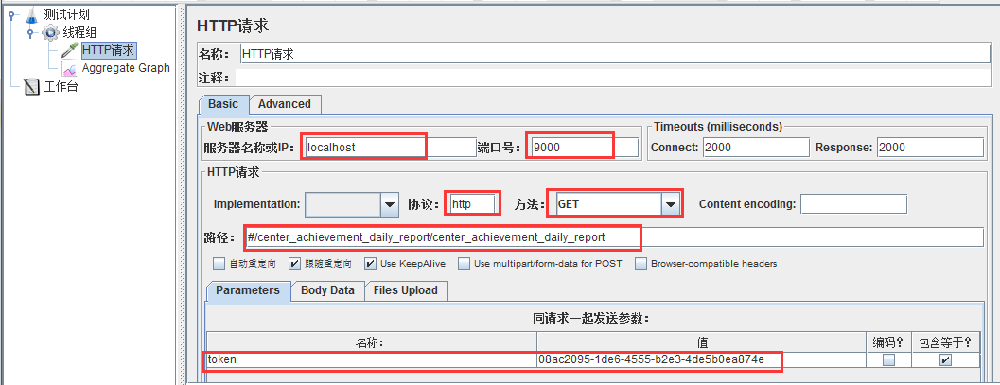 测试计划
线程组
HTTP请求
Aggregate Graph
工作台
HTTP请求
名称: HTTP请求
注释:
Basic Advanced
Web服务器 Timeouts (milliseconds)
服务器名称或IP: localhost 端口号: 9000 Connect: 2000 Response: 2000
HTTP请求
Implementation: 协议: http 方法: GET Content encoding:
路径: #/center_achievement_daily_report/center_achievement_daily_report
自动重定向 跟随重定向 Use KeepAlive Use multipart/form-data for POST Browser-compatible headers
Parameters Body Data Files Upload
同请求一起发送参数:
名称: 值 编码? 包含等于?
token 08ac2095-1de6-4555-b2e3-4de5b0ea874e